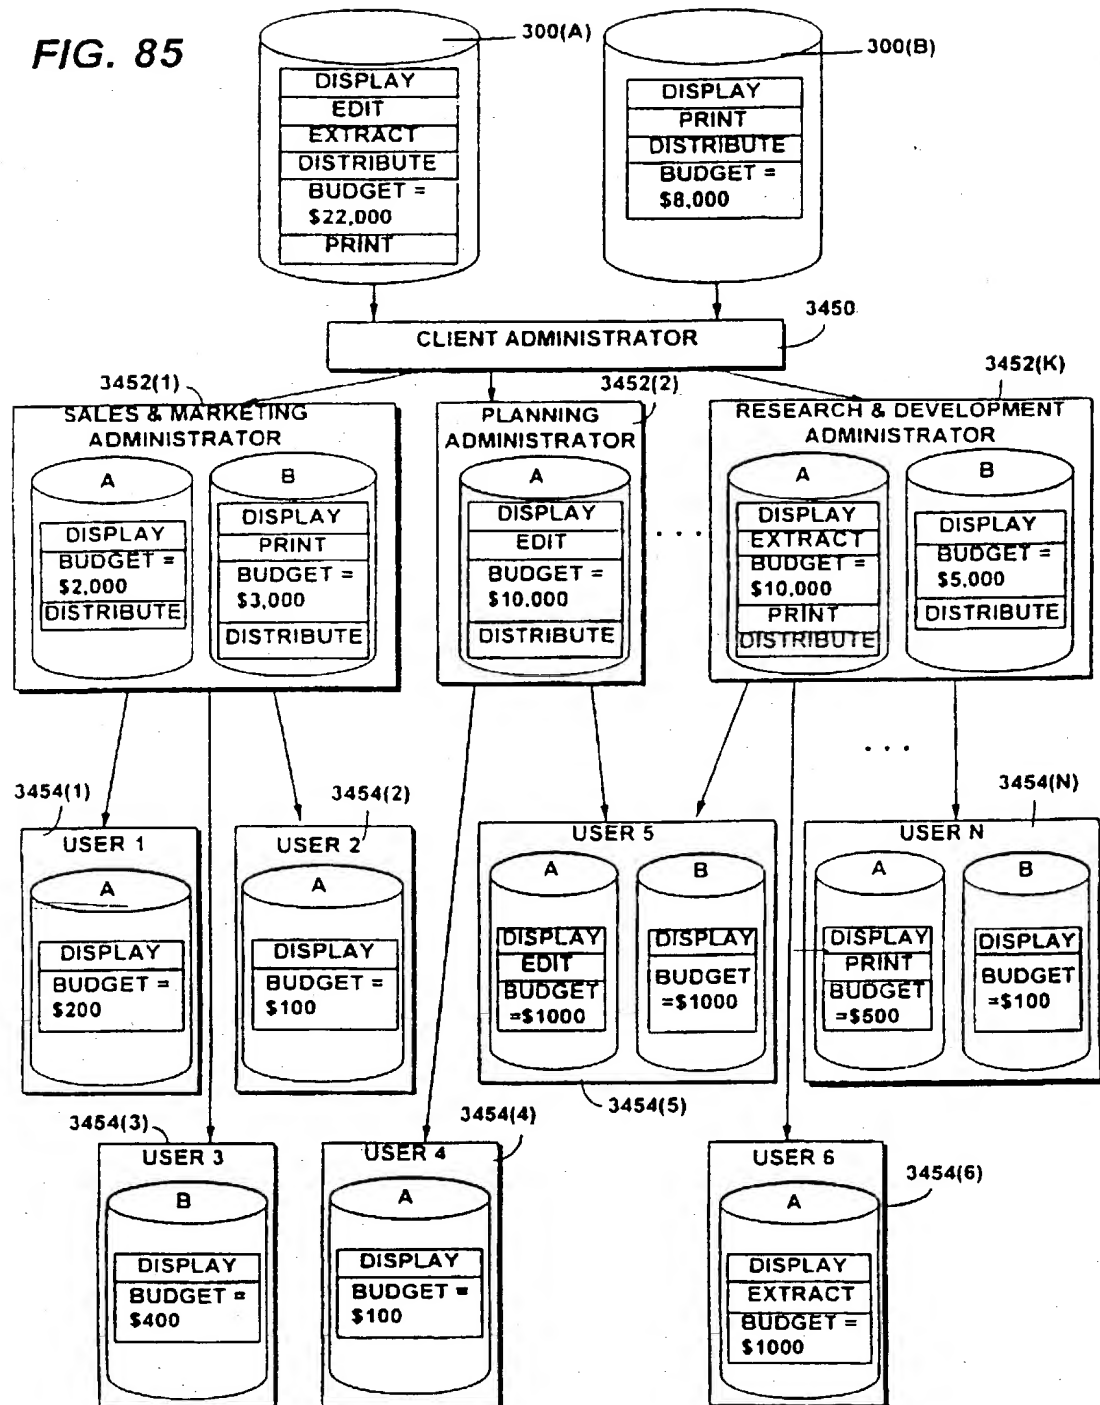 FIG. 85
300(A)
DISPLAY
EDIT
EXTRACT
DISTRIBUTE
BUDGET =
$22,000
PRINT
300(B)
DISPLAY
PRINT
DISTRIBUTE
BUDGET =
$8,000
CLIENT ADMINISTRATOR
3450
3452(1)
SALES & MARKETING
ADMINISTRATOR
A
DISPLAY
BUDGET =
$2,000
DISTRIBUTE
B
DISPLAY
PRINT
BUDGET =
$3,000
DISTRIBUTE
3452(2)
PLANNING
ADMINISTRATOR
A
DISPLAY
EDIT
BUDGET =
$10.000
DISTRIBUTE
. . .
3452(K)
RESEARCH & DEVELOPMENT
ADMINISTRATOR
A
DISPLAY
EXTRACT
BUDGET =
$10,000
PRINT
DISTRIBUTE
B
DISPLAY
BUDGET =
$5,000
DISTRIBUTE
. . .
3454(1)
USER 1
A
DISPLAY
BUDGET =
$200
3454(2)
USER 2
A
DISPLAY
BUDGET =
$100
USER 5
A
DISPLAY
EDIT
BUDGET
=$1000
B
DISPLAY
BUDGET
=$1000
3454(5)
3454(N)
USER N
A
DISPLAY
PRINT
BUDGET
=$500
B
DISPLAY
BUDGET
=$100
3454(3)
USER 3
B
DISPLAY
BUDGET =
$400
3454(4)
USER 4
A
DISPLAY
BUDGET =
$100
USER 6
3454(6)
A
DISPLAY
EXTRACT
BUDGET =
$1000